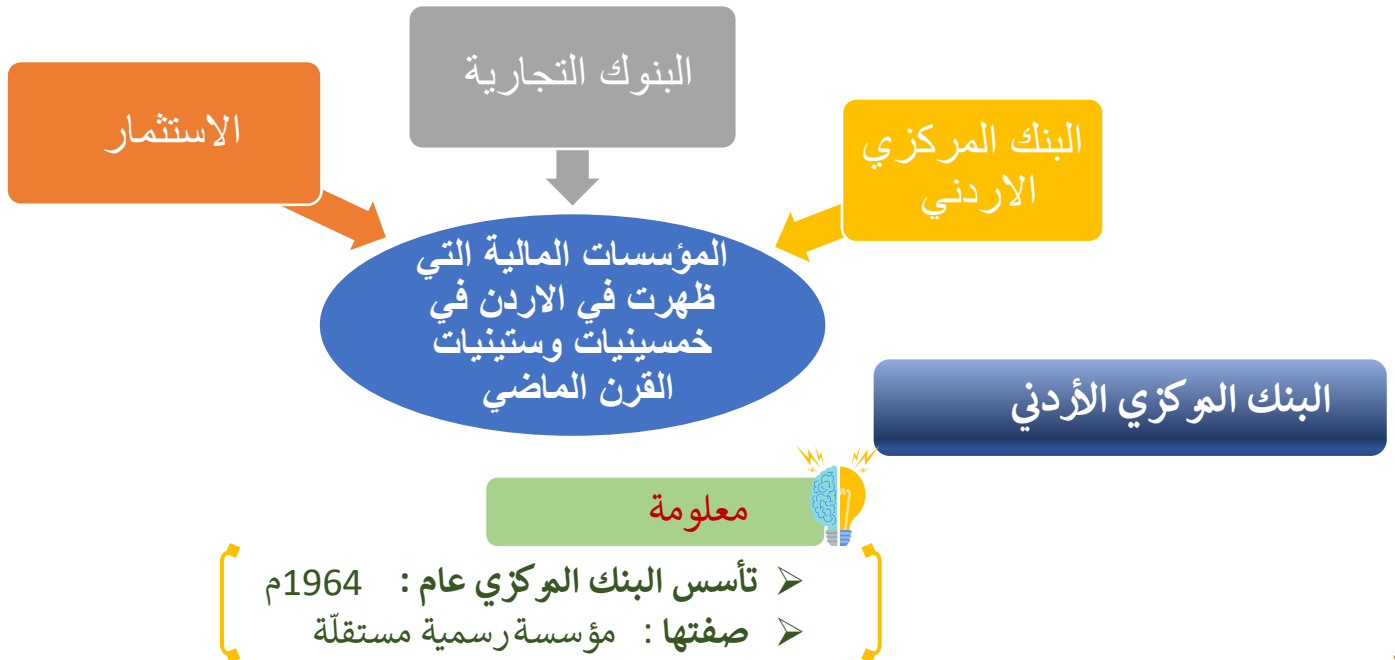 البنوك التجارية
الاستثمار
البنك المركزي
الاردني
المؤسسات المالية التي
ظهرت في الاردن في
خمسينيات وستينيات
القرن الماضي
البنك المركزي الأردني
معلومة
تأسس البنك المركزي عام : 1964م
صفتها : مؤسسة رسمية مستقلّة